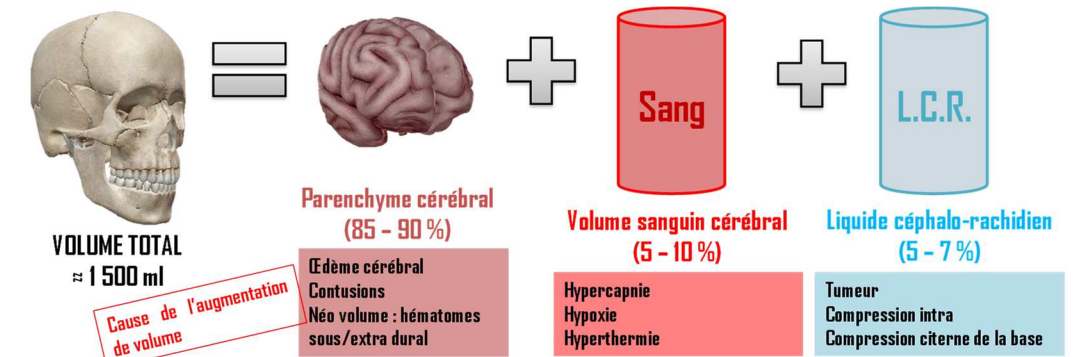 Sang
L.C.R.
VOLUME TOTAL
≈ 1 500 ml
Parenchyme cérébral
(85 – 90 %)
Volume sanguin cérébral
(5 – 10 %)
Liquide céphalo-rachidien
(5 – 7 %)
Cause de l'augmentation
de volume
Œdème cérébral
Contusions
Néo volume : hématomes
sous/extra dural
Hypercapnie
Hypoxie
Hyperthermie
Tumeur
Compression intra
Compression citerne de la base